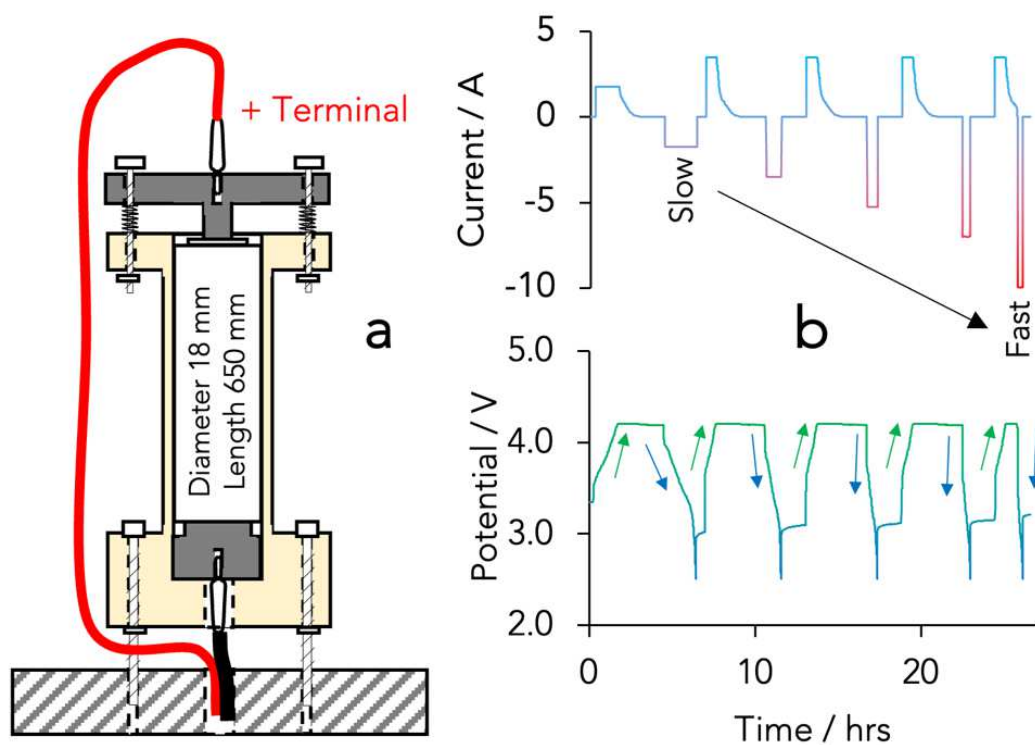 + Terminal
Diameter 18 mm
Length 650 mm
a
Current / A
5
0
-5
-10
Slow
Fast
b
Potential / V
5.0
4.0
3.0
2.0
0 10 20
Time / hrs